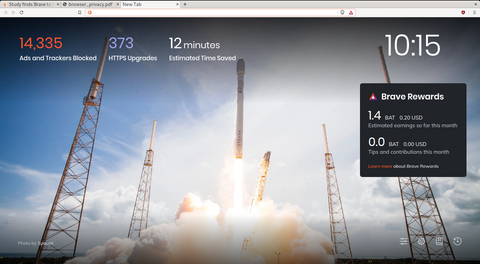 Study finds Brave to
browser_privacy.pdf
New Tab
14,335
373
12 minutes
Ads and Trackers Blocked
HTTPS Upgrades
Estimated Time Saved
10:15
Brave Rewards
1.4 BAT 0.20 USD
Estimated earnings so far this month
0.0 BAT 0.00 USD
Tips and contributions this month
Learn more about Brave Rewards
Photo by SpaceX